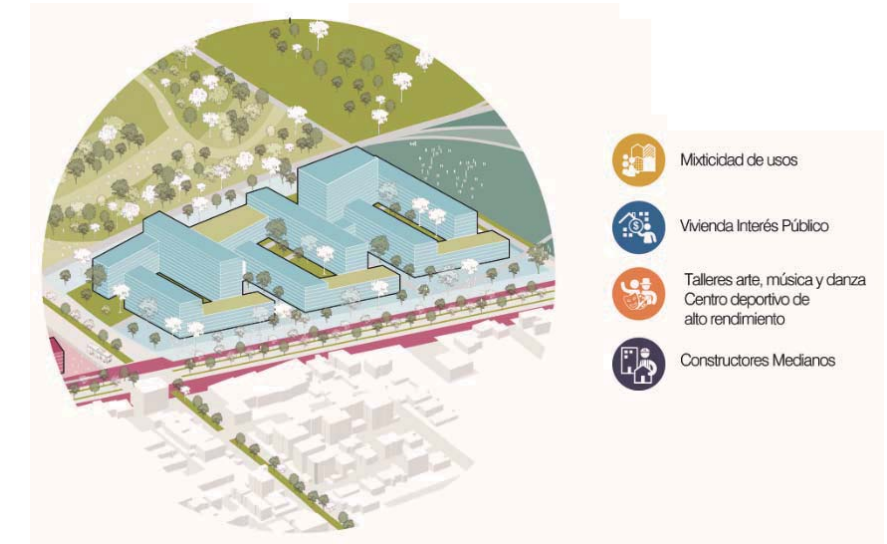 Mixticidad de usos
Vivienda Interés Público
Talleres arte, música y danza
Centro deportivo de
alto rendimiento
Constructores Medianos